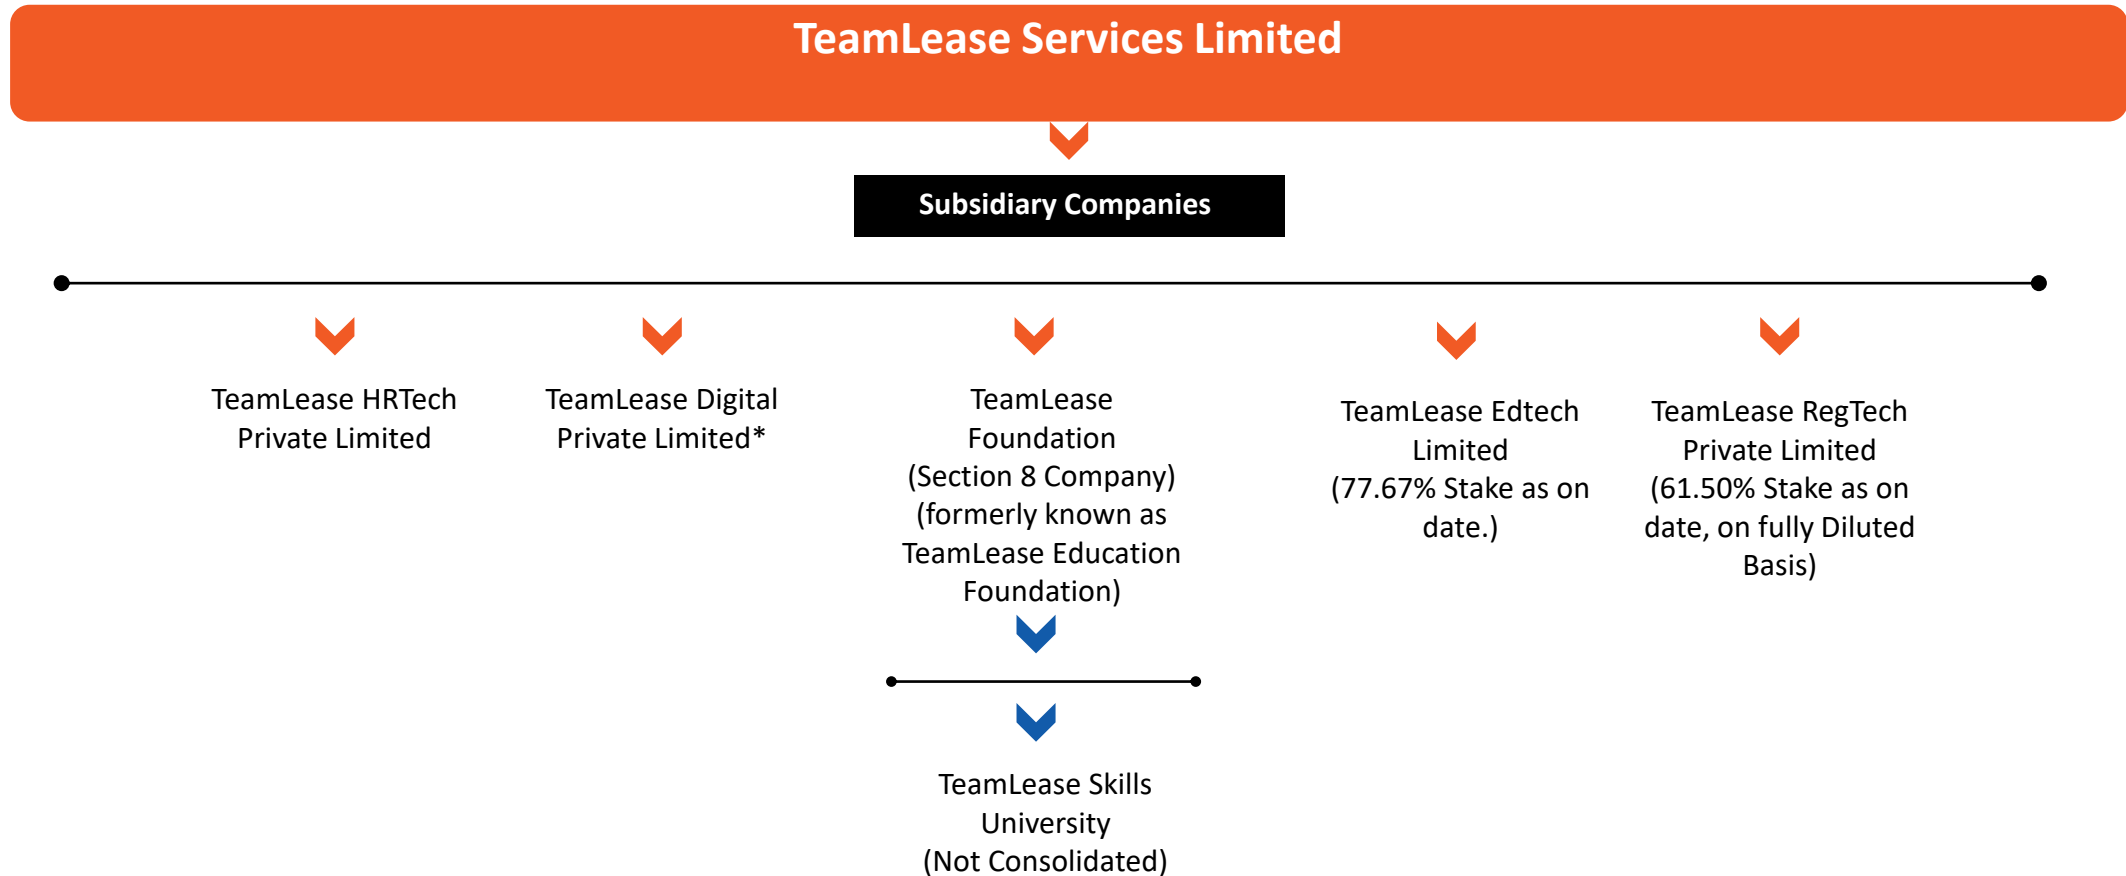 TeamLease Services Limited
Subsidiary Companies
TeamLease HRTech
Private Limited
TeamLease Digital
Private Limited*
TeamLease
Foundation
(Section 8 Company)
(formerly known as
TeamLease Education
Foundation)
TeamLease Edtech
Limited
(77.67% Stake as on
date.)
TeamLease RegTech
Private Limited
(61.50% Stake as on
date, on fully Diluted
Basis)
TeamLease Skills
University
(Not Consolidated)